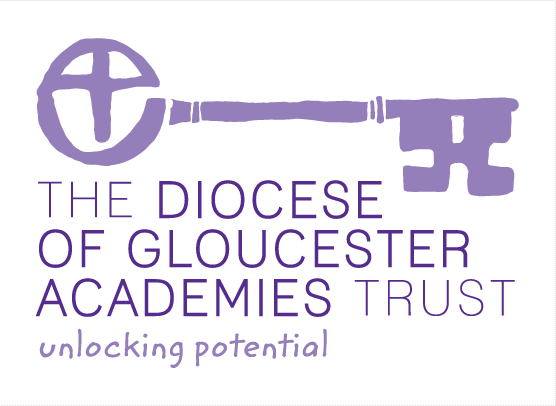 THE DIOCESE
OF GLOUCESTER
ACADEMIES TRUST
unlocking potential